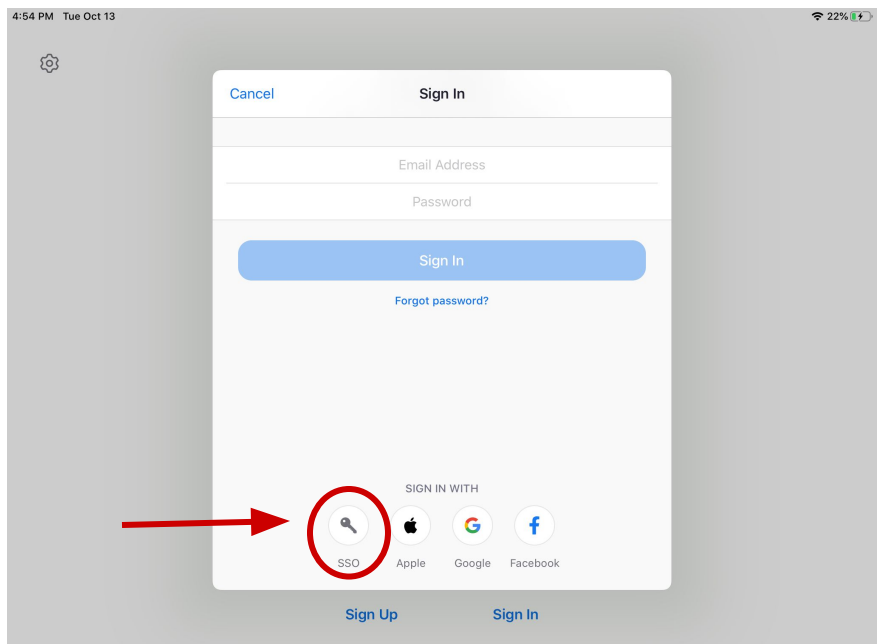 4:54 PM Tue Oct 13 22%
Cancel Sign In
Email Address
Password
Sign In
Forgot password?
SIGN IN WITH
SSO Apple Google Facebook
Sign Up Sign In